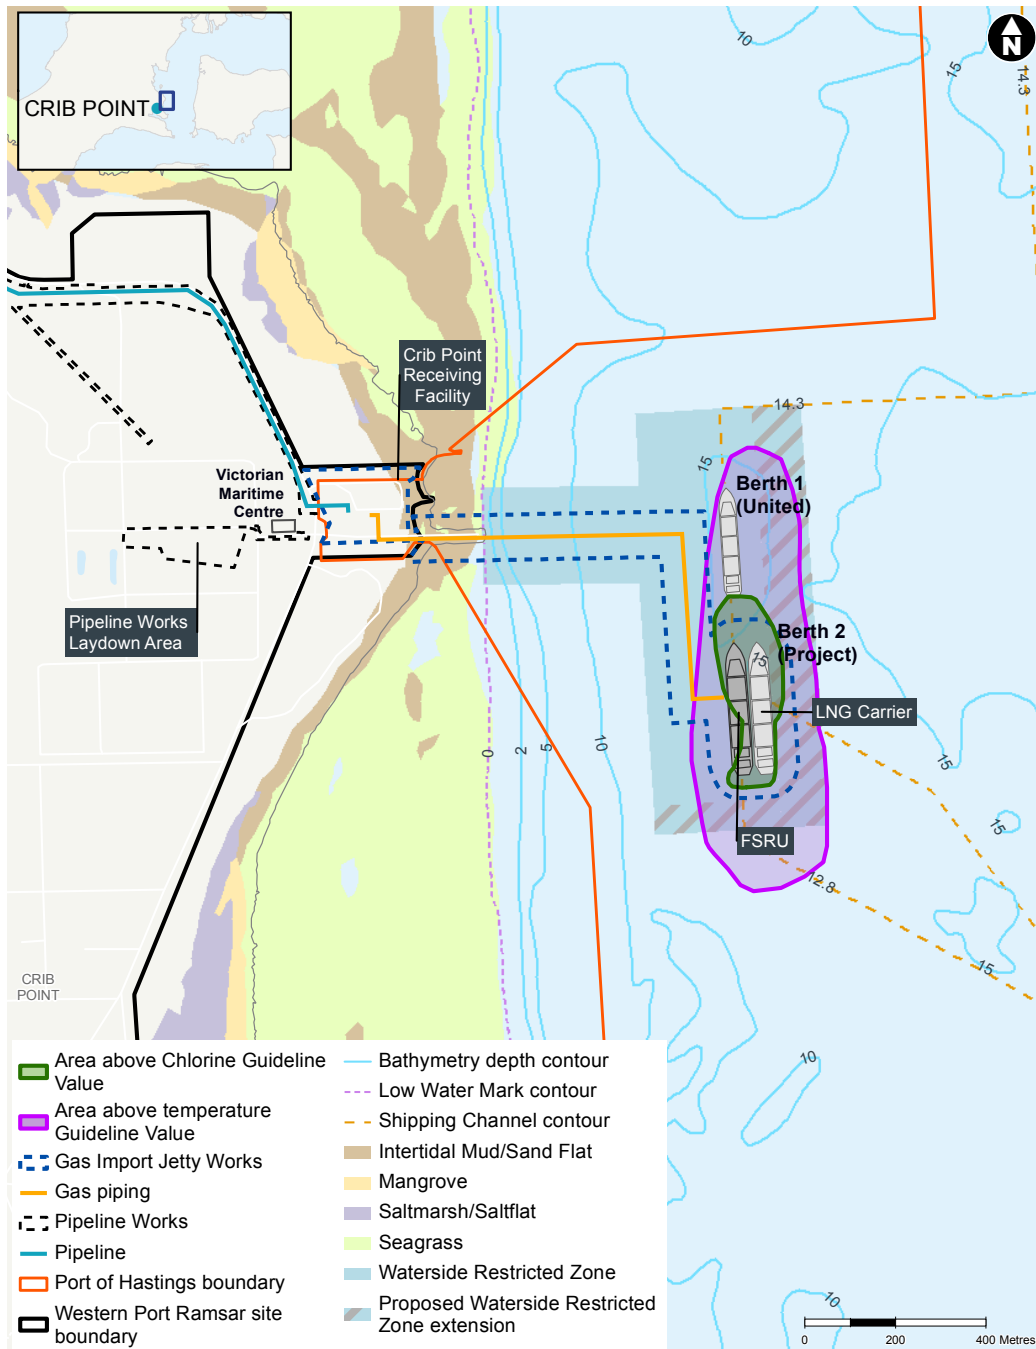 CRIB POINT
N
10
15
14.3
Crib Point
Receiving
Facility
14.3
15
Victorian
Maritime
Centre
Berth 1
(United)
Pipeline Works
Laydown Area
Berth 2
(Project)
15
LNG Carrier
0
2
5
10
15
15
FSRU
12.8
15
CRIB
POINT
10
10
Area above Chlorine Guideline
Value
Area above temperature
Guideline Value
Gas Import Jetty Works
Gas piping
Pipeline Works
Pipeline
Port of Hastings boundary
Western Port Ramsar site
boundary
Bathymetry depth contour
Low Water Mark contour
Shipping Channel contour
Intertidal Mud/Sand Flat
Mangrove
Saltmarsh/Saltflat
Seagrass
Waterside Restricted Zone
Proposed Waterside Restricted
Zone extension
0 200 400 Metres